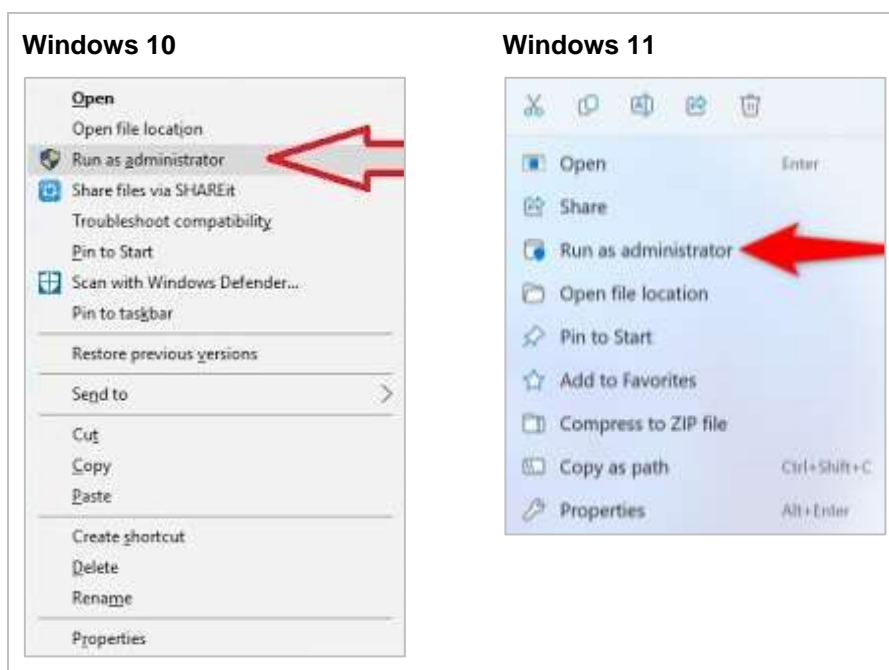 Windows 10
Open
Open file location
Run as administrator
Share files via SHAREit
Troubleshoot compatibility
Pin to Start
Scan with Windows Defender...
Pin to taskbar
Restore previous versions
Send to
Cut
Copy
Paste
Create shortcut
Delete
Rename
Properties
Windows 11
Open Enter
Share
Run as administrator
Open file location
Pin to Start
Add to Favorites
Compress to ZIP file
Copy as path Ctrl+Shift+C
Properties Alt+Enter